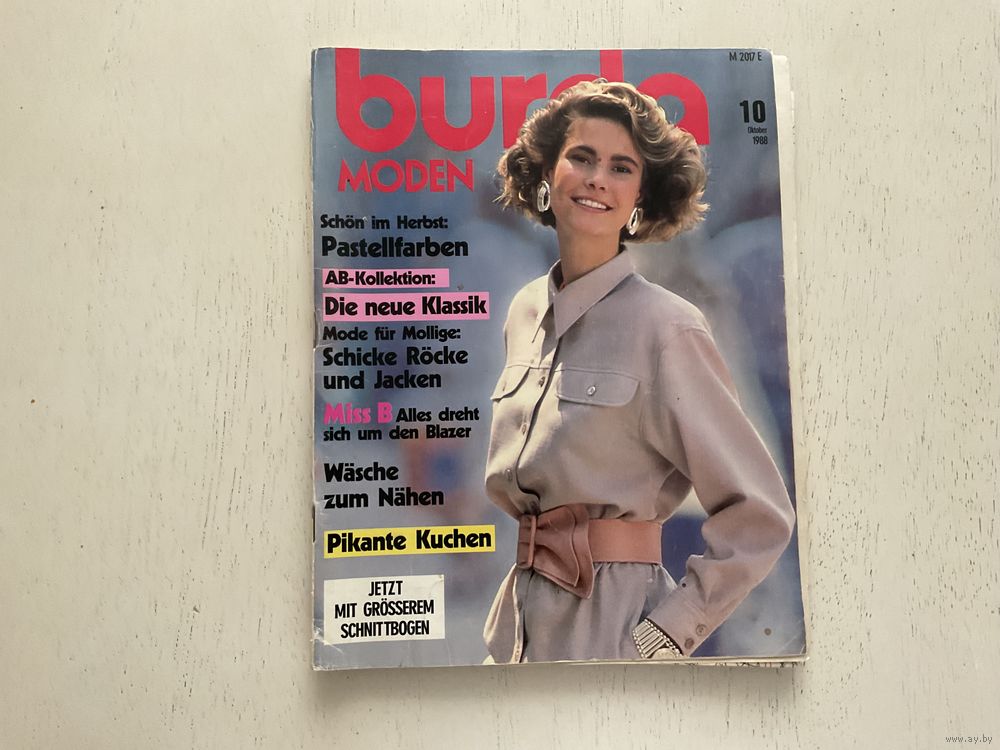 M 2017 E
burda
MODEN
10
Oktober
1988
Schön im Herbst:
Pastellfarben
AB-Kollektion:
Die neue Klassik
Mode für Mollige:
Schicke Röcke
und Jacken
Miss B Alles dreht
sich um den Blazer
Wäsche
zum Nähen
Pikante Kuchen
JETZT
MIT GRÖSSEREM
SCHNITTBOGEN
www.ay.by